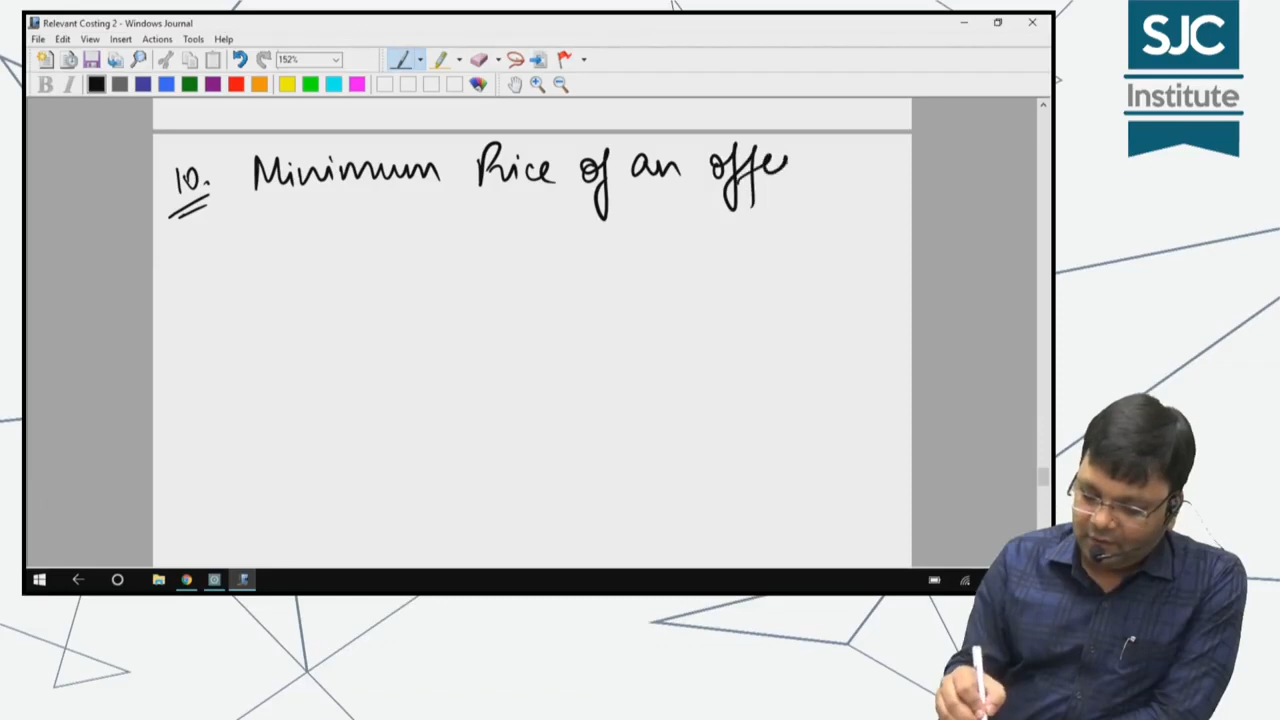 Relevant Costing 2 - Windows Journal
File Edit View Insert Actions Tools Help
152%
B I
10. Minimum Price of an offe
SJC
Institute